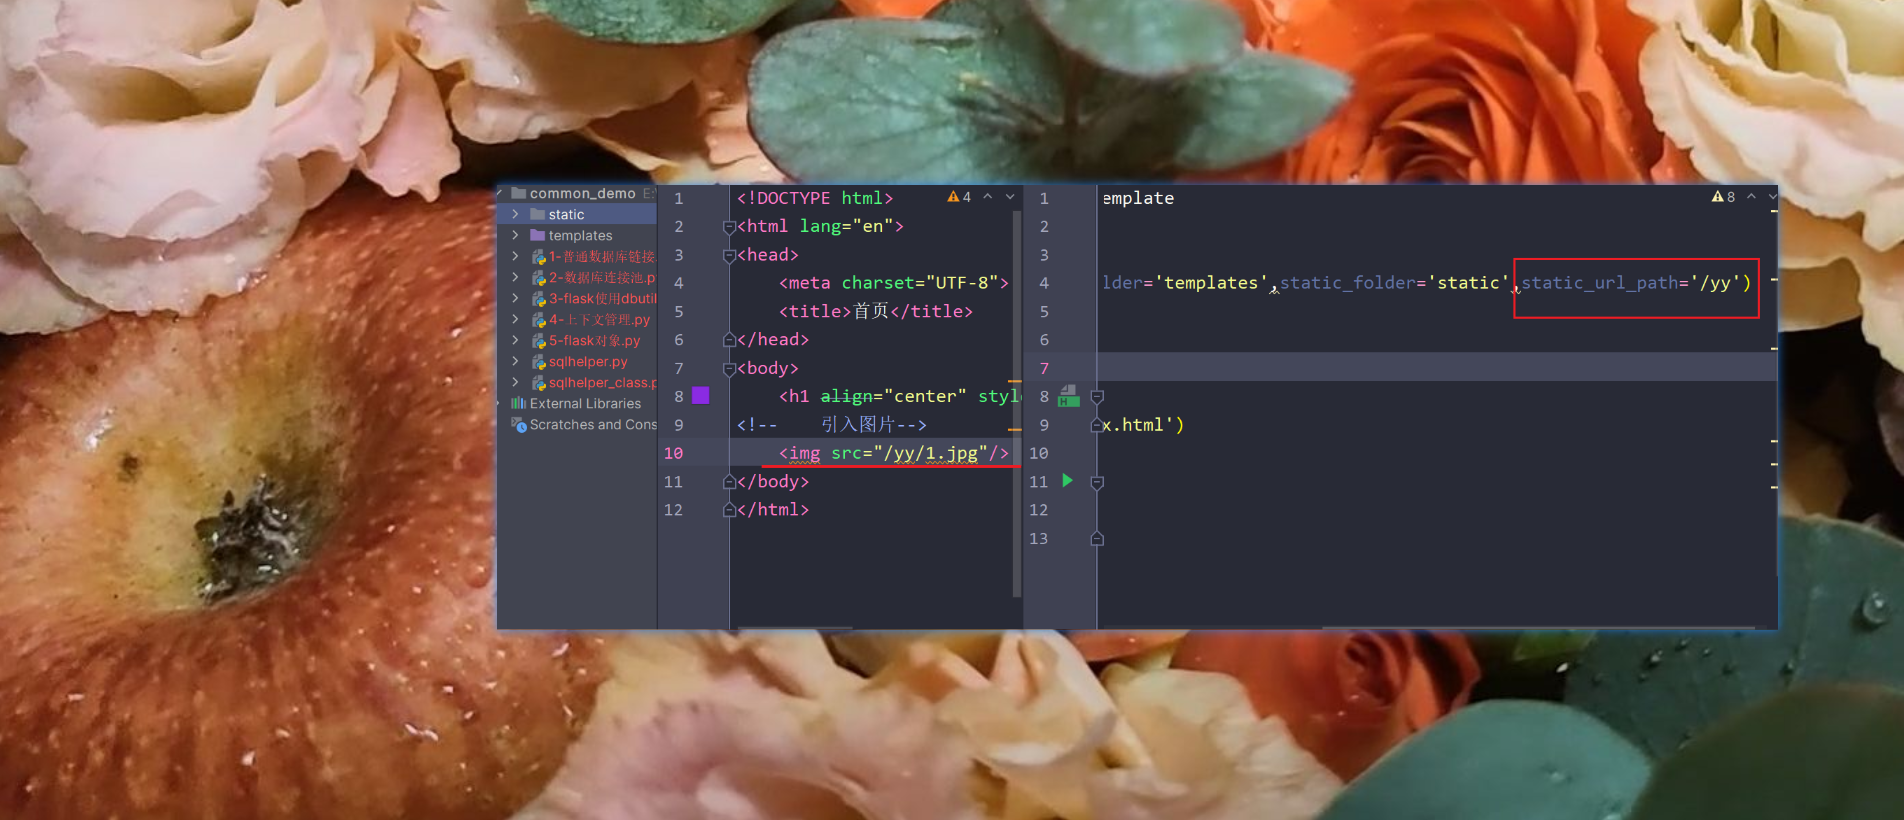 common_demo E:
static
templates
1-普通数据库链接.
2-数据库连接池.p
3-flask使用dbutil
4-上下文管理.py
5-flask对象.py
sqlhelper.py
sqlhelper_class.p
External Libraries
Scratches and Cons
4
1 <!DOCTYPE html>
2 <html lang="en">
3 <head>
4 <meta charset="UTF-8">
5 <title>首页</title>
6 </head>
7 <body>
8 <h1 align="center" styl
9 <!-- 引入图片-->
10 <img src="/yy/1.jpg"/>
11 </body>
12 </html>
8
1 emplate
2
3
4 lder='templates',static_folder='static',static_url_path='/yy')
5
6
7
8 H
9 x.html')
10
11
12
13